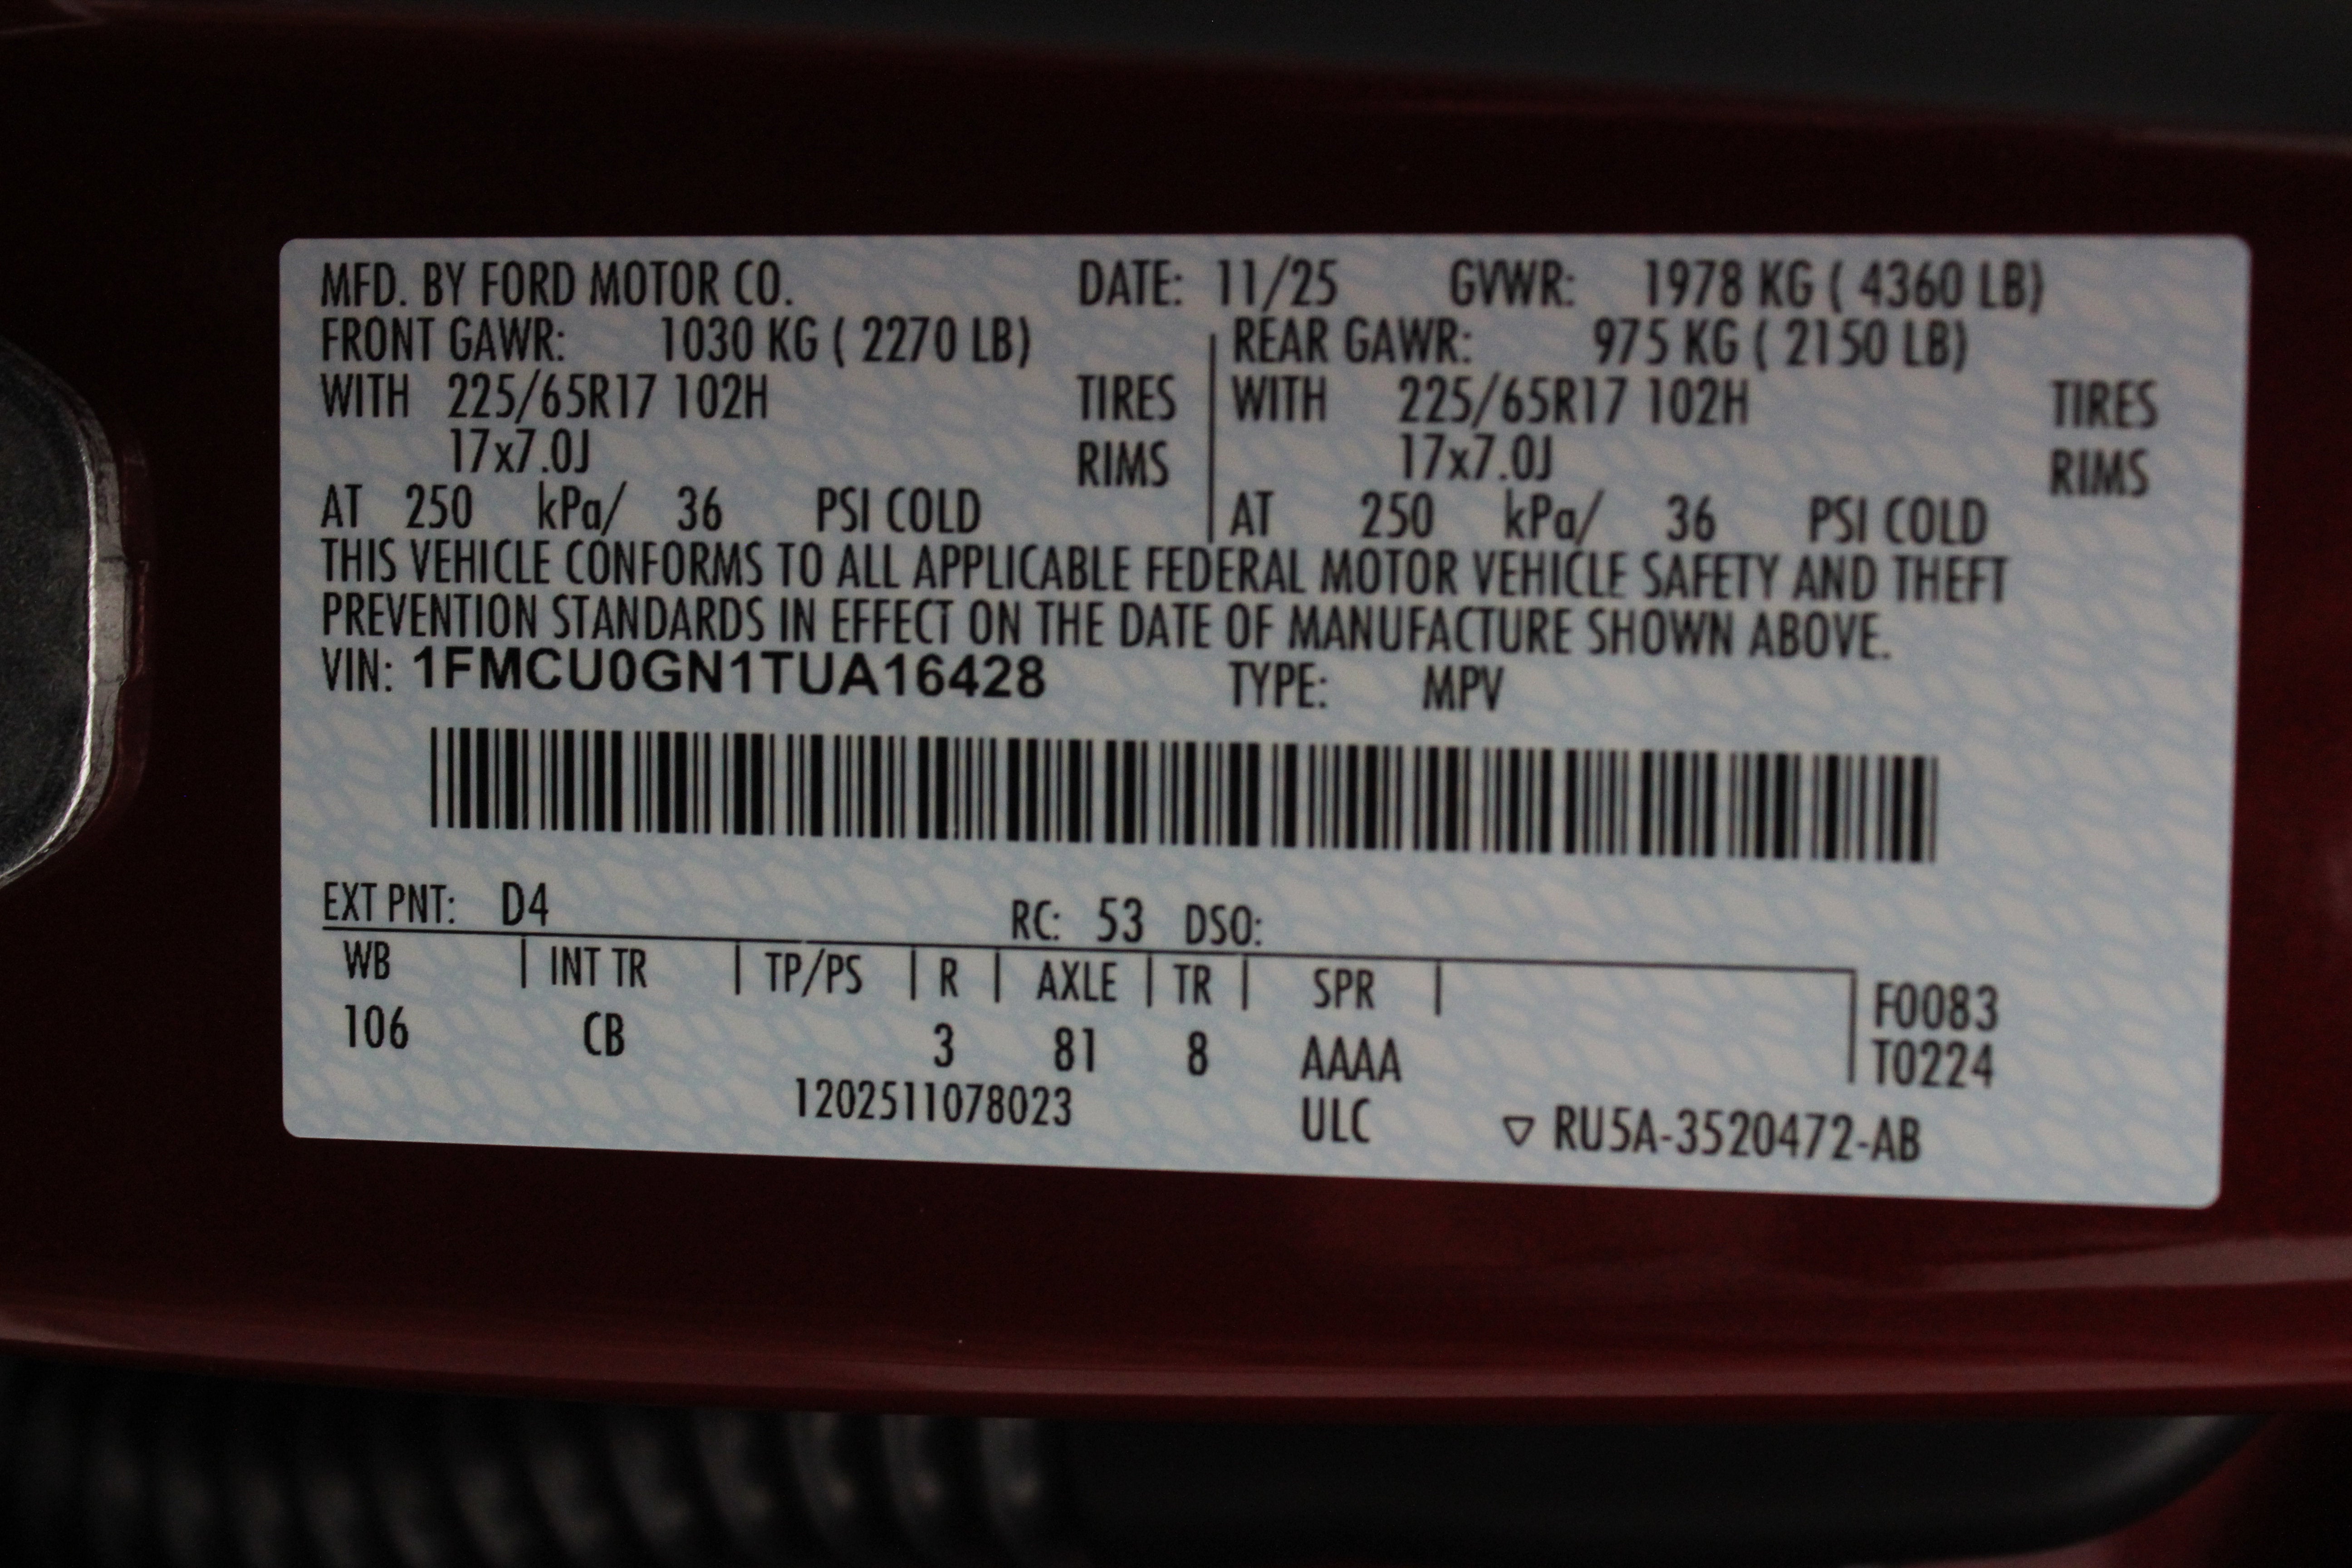 MFD. BY FORD MOTOR CO. DATE: 11/25 GVWR: 1978 KG ( 4360 LB)
FRONT GAWR: 1030 KG ( 2270 LB) REAR GAWR: 975 KG ( 2150 LB)
WITH 225/65R17 102H TIRES WITH 225/65R17 102H TIRES
17x7.0J RIMS 17x7.0J RIMS
AT 250 kPa/ 36 PSI COLD AT 250 kPa/ 36 PSI COLD
THIS VEHICLE CONFORMS TO ALL APPLICABLE FEDERAL MOTOR VEHICLE SAFETY AND THEFT
PREVENTION STANDARDS IN EFFECT ON THE DATE OF MANUFACTURE SHOWN ABOVE.
VIN: 1FMCU0GN1TUA16428 TYPE: MPV
EXT PNT: D4 RC: 53 DSO:
WB INT TR TP/PS R AXLE TR SPR F0083
106 CB 3 81 8 AAAA T0224
1202511078023 ULC ▽ RU5A-3520472-AB